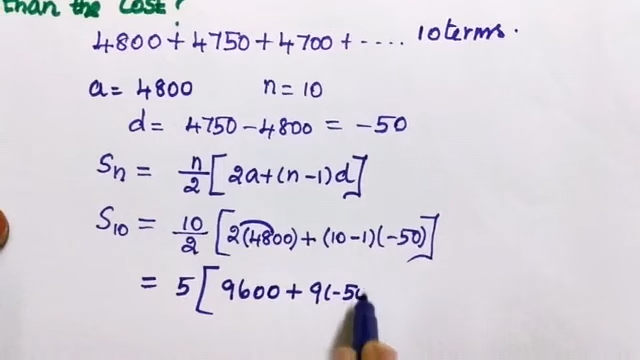 than the cost?
4800 + 4750 + 4700 + .... 10 terms.
a = 4800 n = 10
d = 4750 - 4800 = -50
Sn = n/2 [2a+(n-1)d]
S10 = 10/2 [2(4800) + (10-1)(-50)]
= 5 [9600 + 9(-50